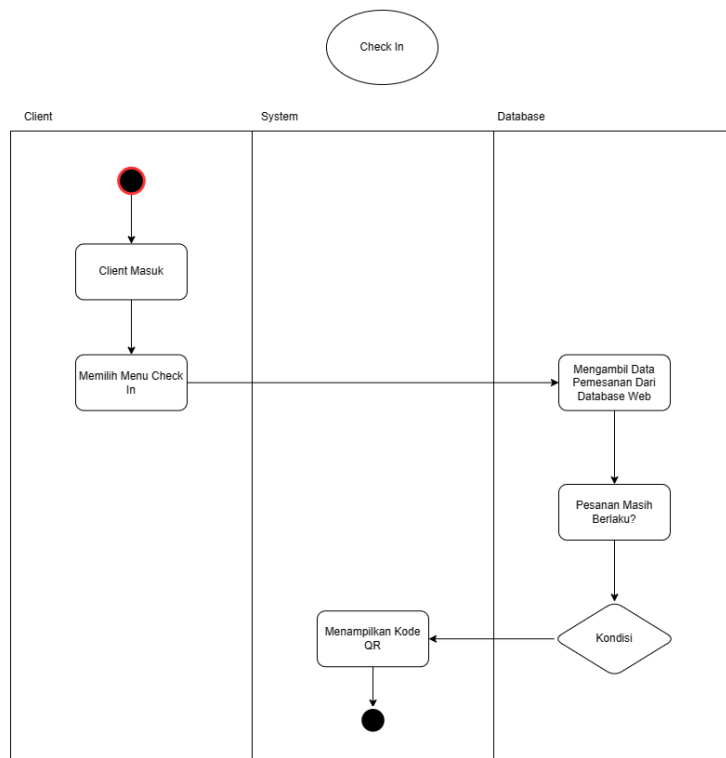 Check In
Client
System
Database
Client Masuk
Memilih Menu Check
In
Mengambil Data
Pemesanan Dari
Database Web
Pesanan Masih
Berlaku?
Menampilkan Kode
QR
Kondisi